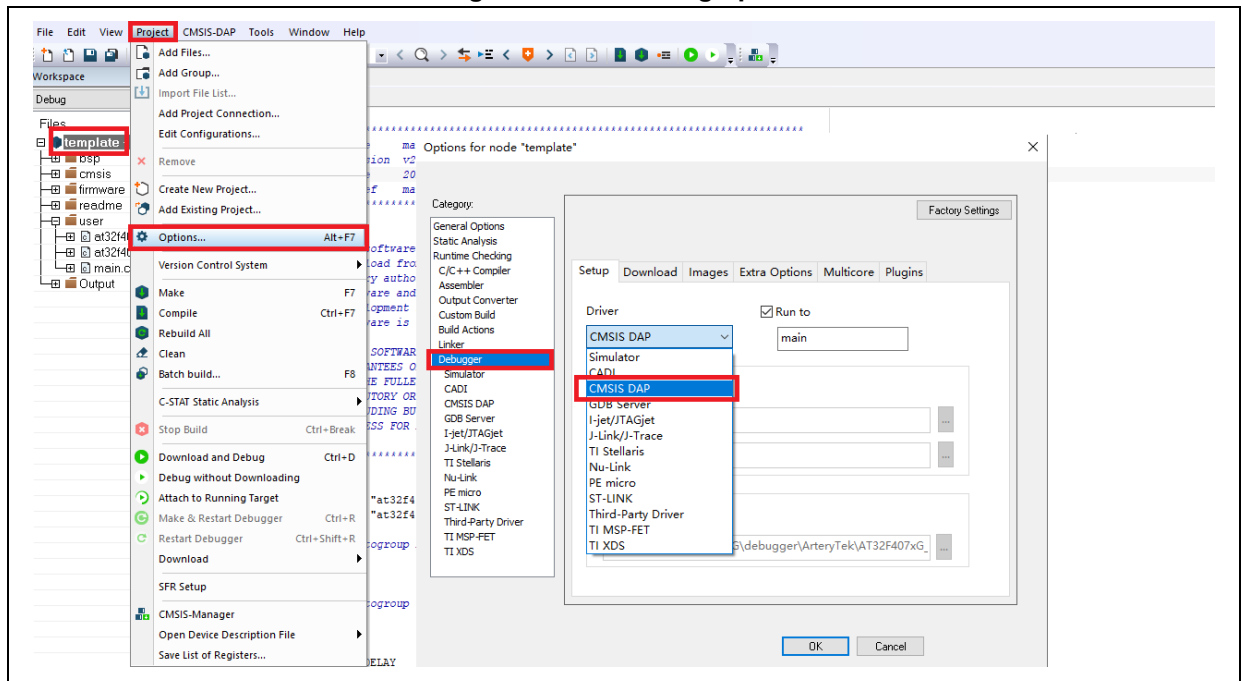 File Edit View Project CMSIS-DAP Tools Window Help
Workspace
Debug
Files
template
bsp
cmsis
firmware
readme
user
at32f4
at32f4
main.c
Output
Add Files...
Add Group...
Import File List...
Add Project Connection...
Edit Configurations...
Remove
Create New Project...
Add Existing Project...
Options... Alt+F7
Version Control System
Make F7
Compile Ctrl+F7
Rebuild All
Clean
Batch build... F8
C-STAT Static Analysis
Stop Build Ctrl+Break
Download and Debug Ctrl+D
Debug without Downloading
Attach to Running Target
Make & Restart Debugger Ctrl+R
Restart Debugger Ctrl+Shift+R
Download
SFR Setup
CMSIS-Manager
Open Device Description File
Save List of Registers...
"at32f4
"at32f4
Options for node "template"
Category:
General Options
Static Analysis
Runtime Checking
C/C++ Compiler
Assembler
Output Converter
Custom Build
Build Actions
Linker
Debugger
Simulator
CADI
CMSIS DAP
GDB Server
I-jet/JTAGjet
J-Link/J-Trace
TI Stellaris
Nu-Link
PE micro
ST-LINK
Third-Party Driver
TI MSP-FET
TI XDS
Factory Settings
Setup Download Images Extra Options Multicore Plugins
Driver
Run to
CMSIS DAP
main
Simulator
CADI
CMSIS DAP
GDB Server
I-jet/JTAGjet
J-Link/J-Trace
TI Stellaris
Nu-Link
PE micro
ST-LINK
Third-Party Driver
TI MSP-FET
TI XDS
G\debugger\ArteryTek\AT32F407xG_
OK Cancel